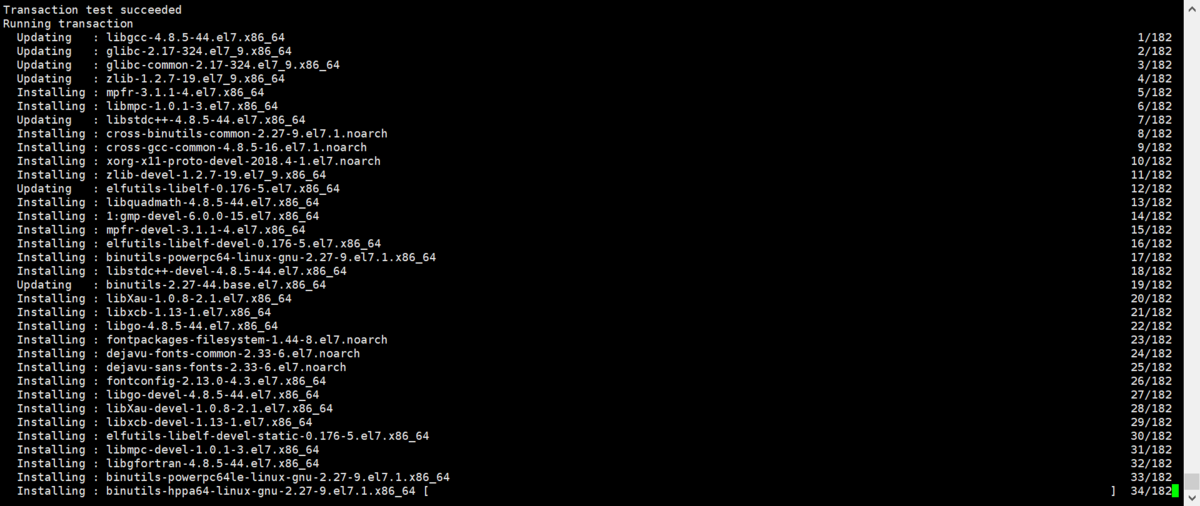 Transaction test succeeded
Running transaction
  Updating   : libgcc-4.8.5-44.el7.x86_64 1/182
  Updating   : glibc-2.17-324.el7_9.x86_64 2/182
  Updating   : glibc-common-2.17-324.el7_9.x86_64 3/182
  Updating   : zlib-1.2.7-19.el7_9.x86_64 4/182
  Installing : mpfr-3.1.1-4.el7.x86_64 5/182
  Installing : libmpc-1.0.1-3.el7.x86_64 6/182
  Updating   : libstdc++-4.8.5-44.el7.x86_64 7/182
  Installing : cross-binutils-common-2.27-9.el7.1.noarch 8/182
  Installing : cross-gcc-common-4.8.5-16.el7.1.noarch 9/182
  Installing : xorg-x11-proto-devel-2018.4-1.el7.noarch 10/182
  Installing : zlib-devel-1.2.7-19.el7_9.x86_64 11/182
  Updating   : elfutils-libelf-0.176-5.el7.x86_64 12/182
  Installing : libquadmath-4.8.5-44.el7.x86_64 13/182
  Installing : 1:gmp-devel-6.0.0-15.el7.x86_64 14/182
  Installing : mpfr-devel-3.1.1-4.el7.x86_64 15/182
  Installing : elfutils-libelf-devel-0.176-5.el7.x86_64 16/182
  Installing : binutils-powerpc64-linux-gnu-2.27-9.el7.1.x86_64 17/182
  Installing : libstdc++-devel-4.8.5-44.el7.x86_64 18/182
  Updating   : binutils-2.27-44.base.el7.x86_64 19/182
  Installing : libXau-1.0.8-2.1.el7.x86_64 20/182
  Installing : libxcb-1.13-1.el7.x86_64 21/182
  Installing : libgo-4.8.5-44.el7.x86_64 22/182
  Installing : fontpackages-filesystem-1.44-8.el7.noarch 23/182
  Installing : dejavu-fonts-common-2.33-6.el7.noarch 24/182
  Installing : dejavu-sans-fonts-2.33-6.el7.noarch 25/182
  Installing : fontconfig-2.13.0-4.3.el7.x86_64 26/182
  Installing : libgo-devel-4.8.5-44.el7.x86_64 27/182
  Installing : libXau-devel-1.0.8-2.1.el7.x86_64 28/182
  Installing : libxcb-devel-1.13-1.el7.x86_64 29/182
  Installing : elfutils-libelf-devel-static-0.176-5.el7.x86_64 30/182
  Installing : libmpc-devel-1.0.1-3.el7.x86_64 31/182
  Installing : libgfortran-4.8.5-44.el7.x86_64 32/182
  Installing : binutils-powerpc64le-linux-gnu-2.27-9.el7.1.x86_64 33/182
  Installing : binutils-hppa64-linux-gnu-2.27-9.el7.1.x86_64 [ ] 34/182